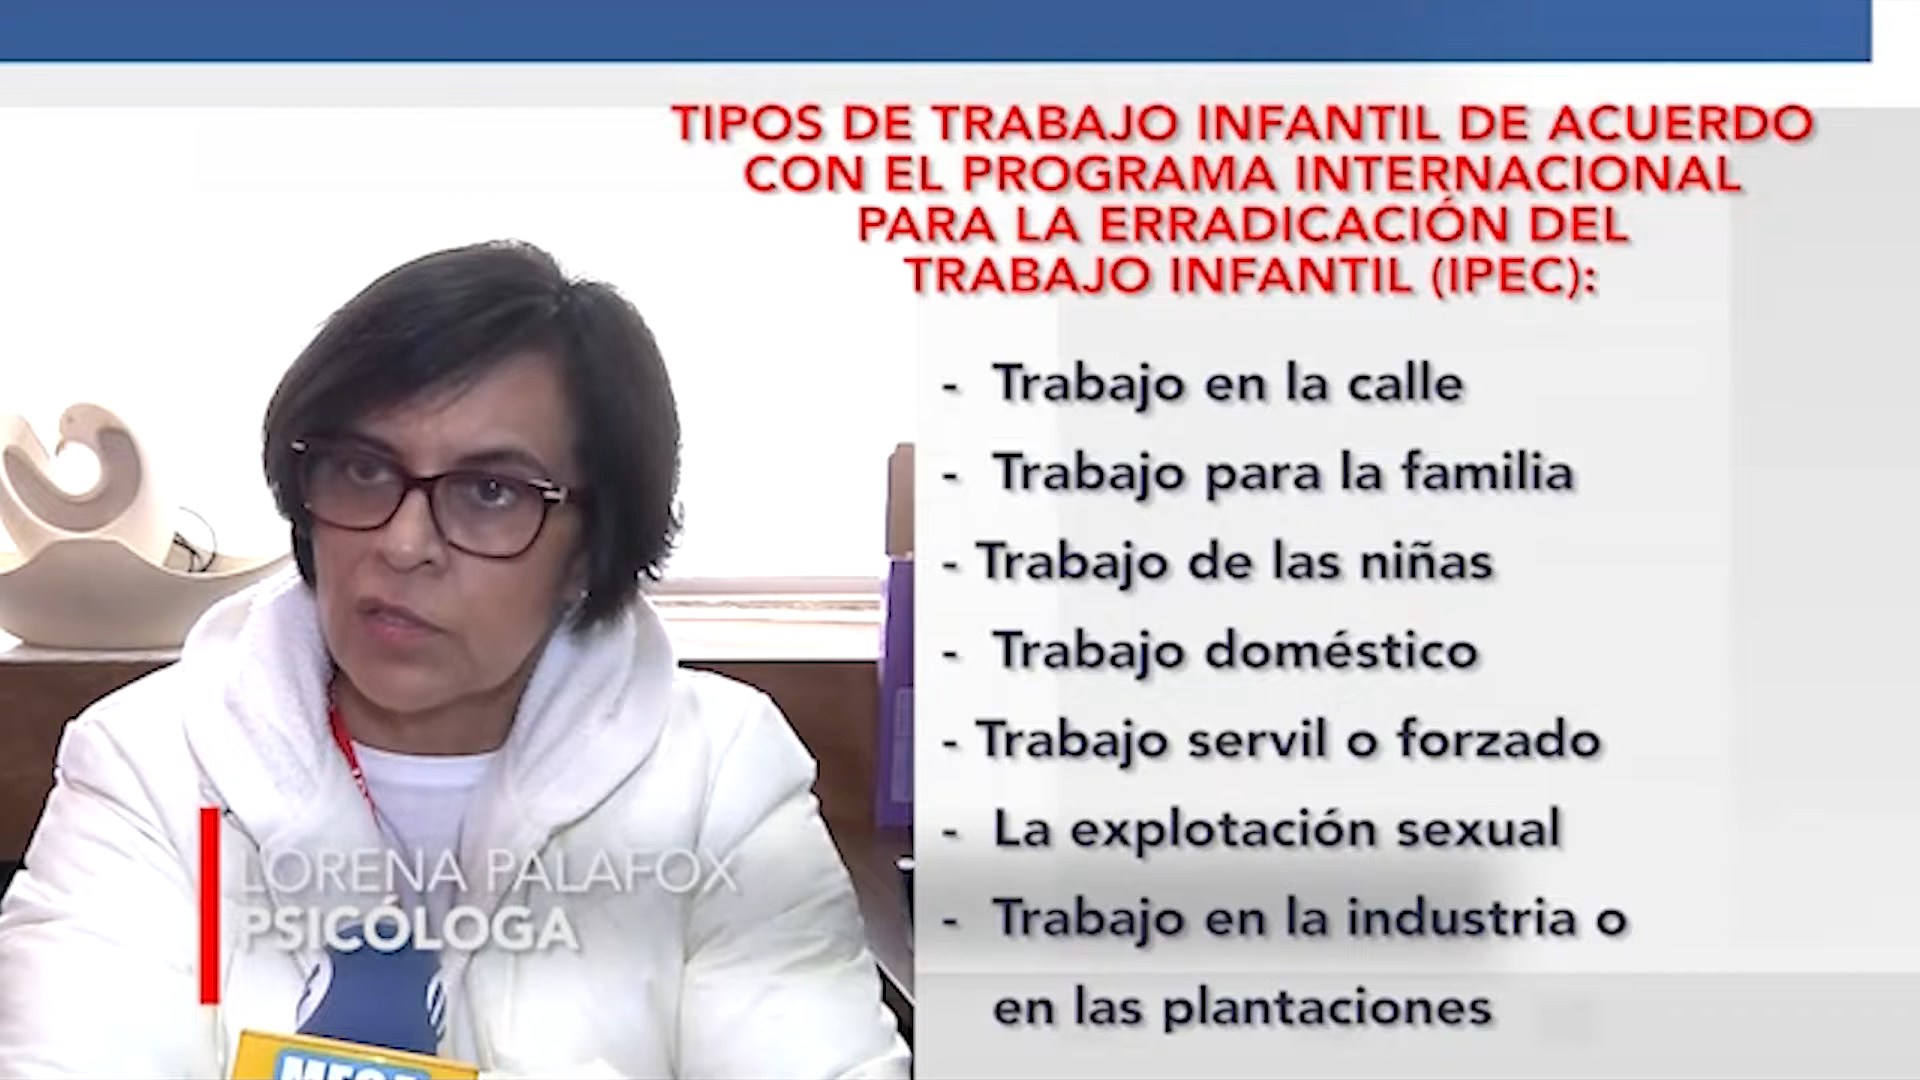 TIPOS DE TRABAJO INFANTIL DE ACUERDO
CON EL PROGRAMA INTERNACIONAL
PARA LA ERRADICACIÓN DEL
TRABAJO INFANTIL (IPEC):
- Trabajo en la calle
- Trabajo para la familia
- Trabajo de las niñas
- Trabajo doméstico
- Trabajo servil o forzado
- La explotación sexual
- Trabajo en la industria o
en las plantaciones
LORENA PALAFOX
PSICÓLOGA